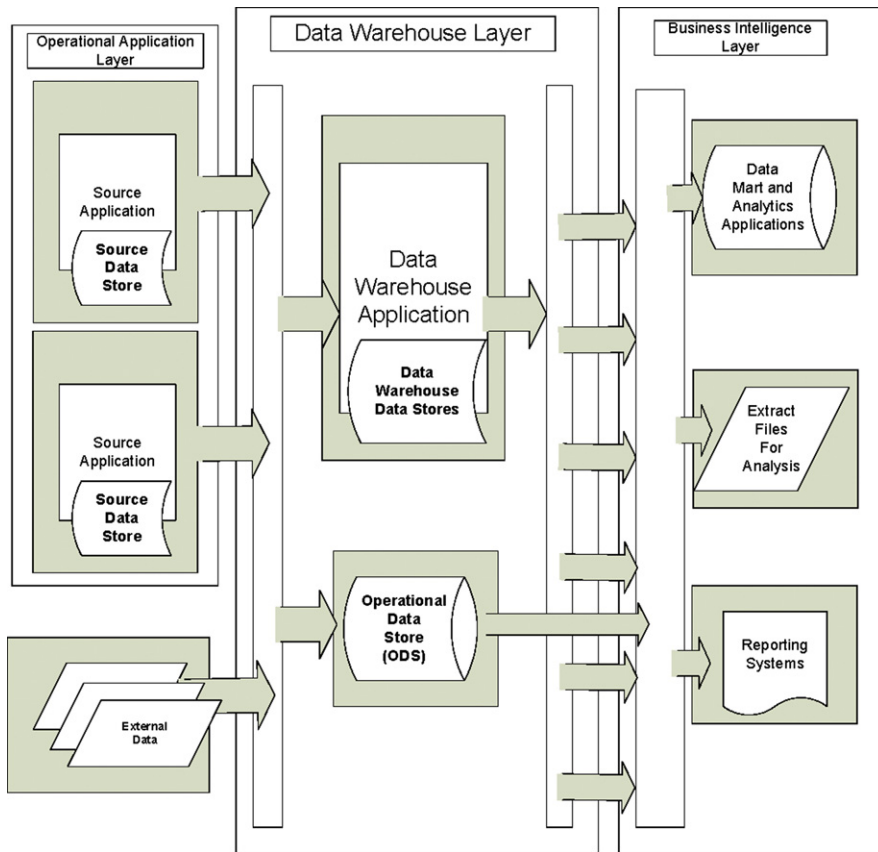 Operational Application
Layer
Source
Application
Source
Data
Store
Source
Application
Source
Data
Store
External
Data
Data Warehouse Layer
Data
Warehouse
Application
Data
Warehouse
Data Stores
Operational
Data
Store
(ODS)
Business Intelligence
Layer
Data
Mart and
Analytics
Applications
Extract
Files
For
Analysis
Reporting
Systems